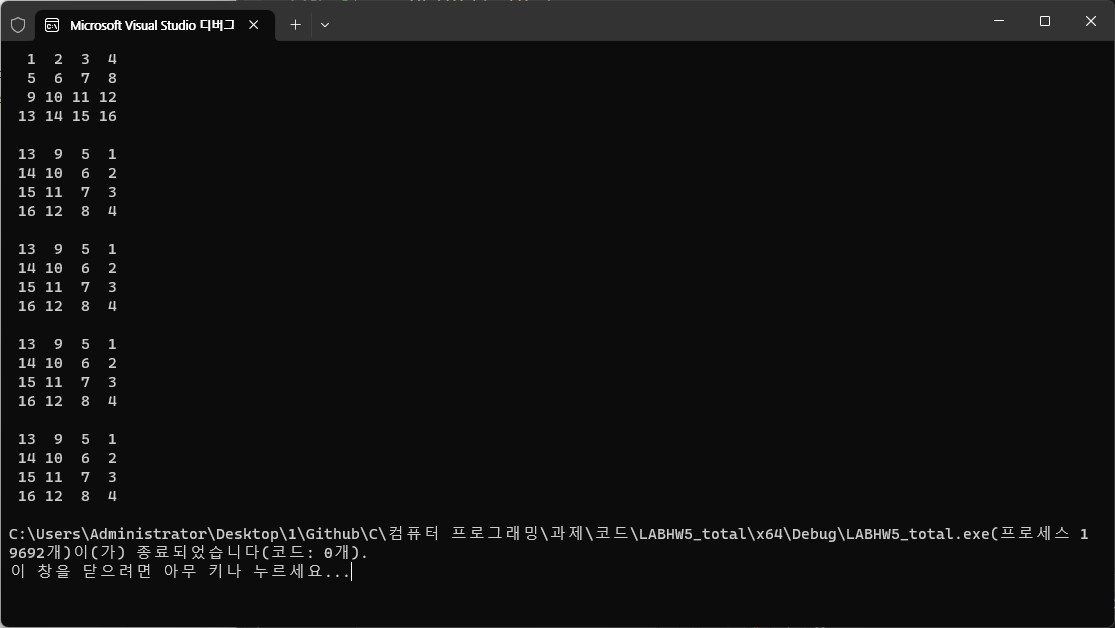 Microsoft Visual Studio 디버그
1 2 3 4
5 6 7 8
9 10 11 12
13 14 15 16
13 9 5 1
14 10 6 2
15 11 7 3
16 12 8 4
13 9 5 1
14 10 6 2
15 11 7 3
16 12 8 4
13 9 5 1
14 10 6 2
15 11 7 3
16 12 8 4
13 9 5 1
14 10 6 2
15 11 7 3
16 12 8 4
C:\Users\Administrator\Desktop\1\Github\C\컴퓨터 프로그래밍\과제\코드\LABHW5_total\x64\Debug\LABHW5_total.exe(프로세스 1
9692개)이(가) 종료되었습니다(코드: 0개).
이 창을 닫으려면 아무 키나 누르세요...